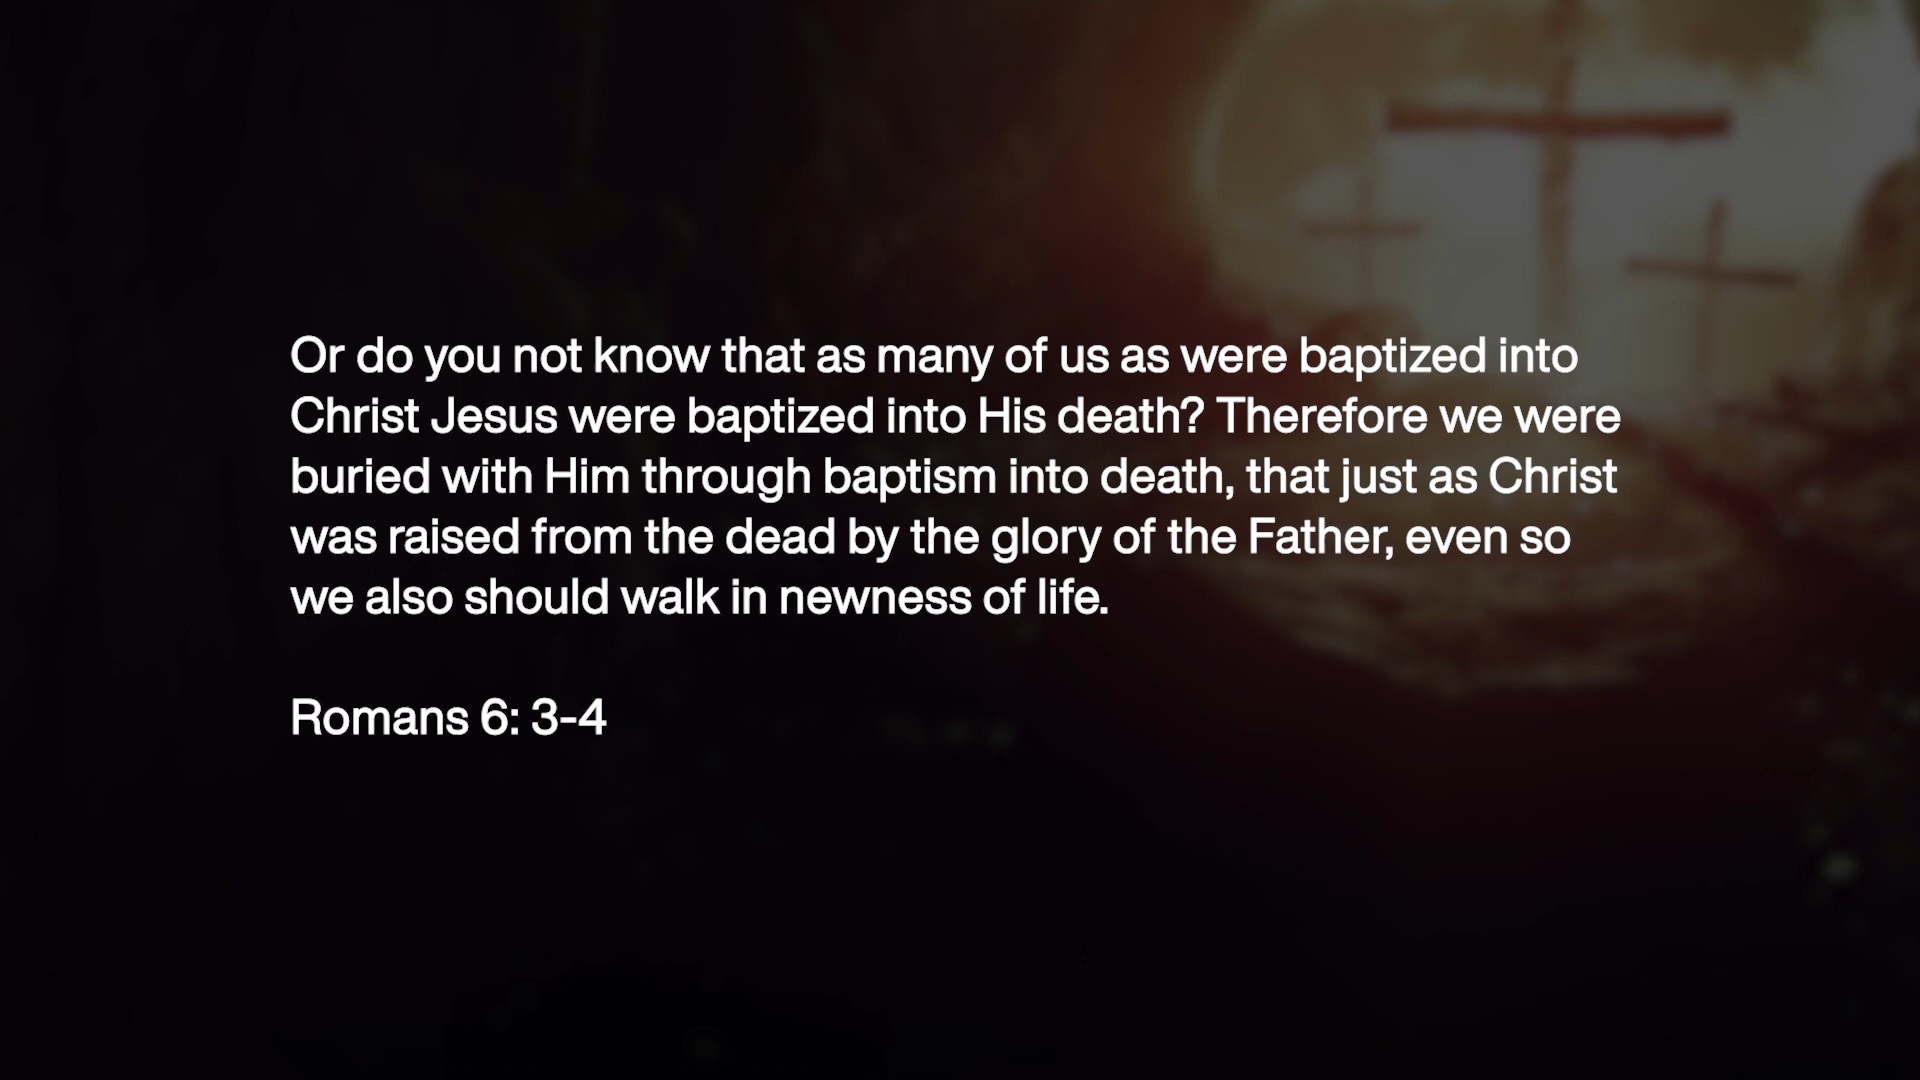 Or do you not know that as many of us as were baptized into
Christ Jesus were baptized into His death? Therefore we were
buried with Him through baptism into death, that just as Christ
was raised from the dead by the glory of the Father, even so
we also should walk in newness of life.
Romans 6: 3-4